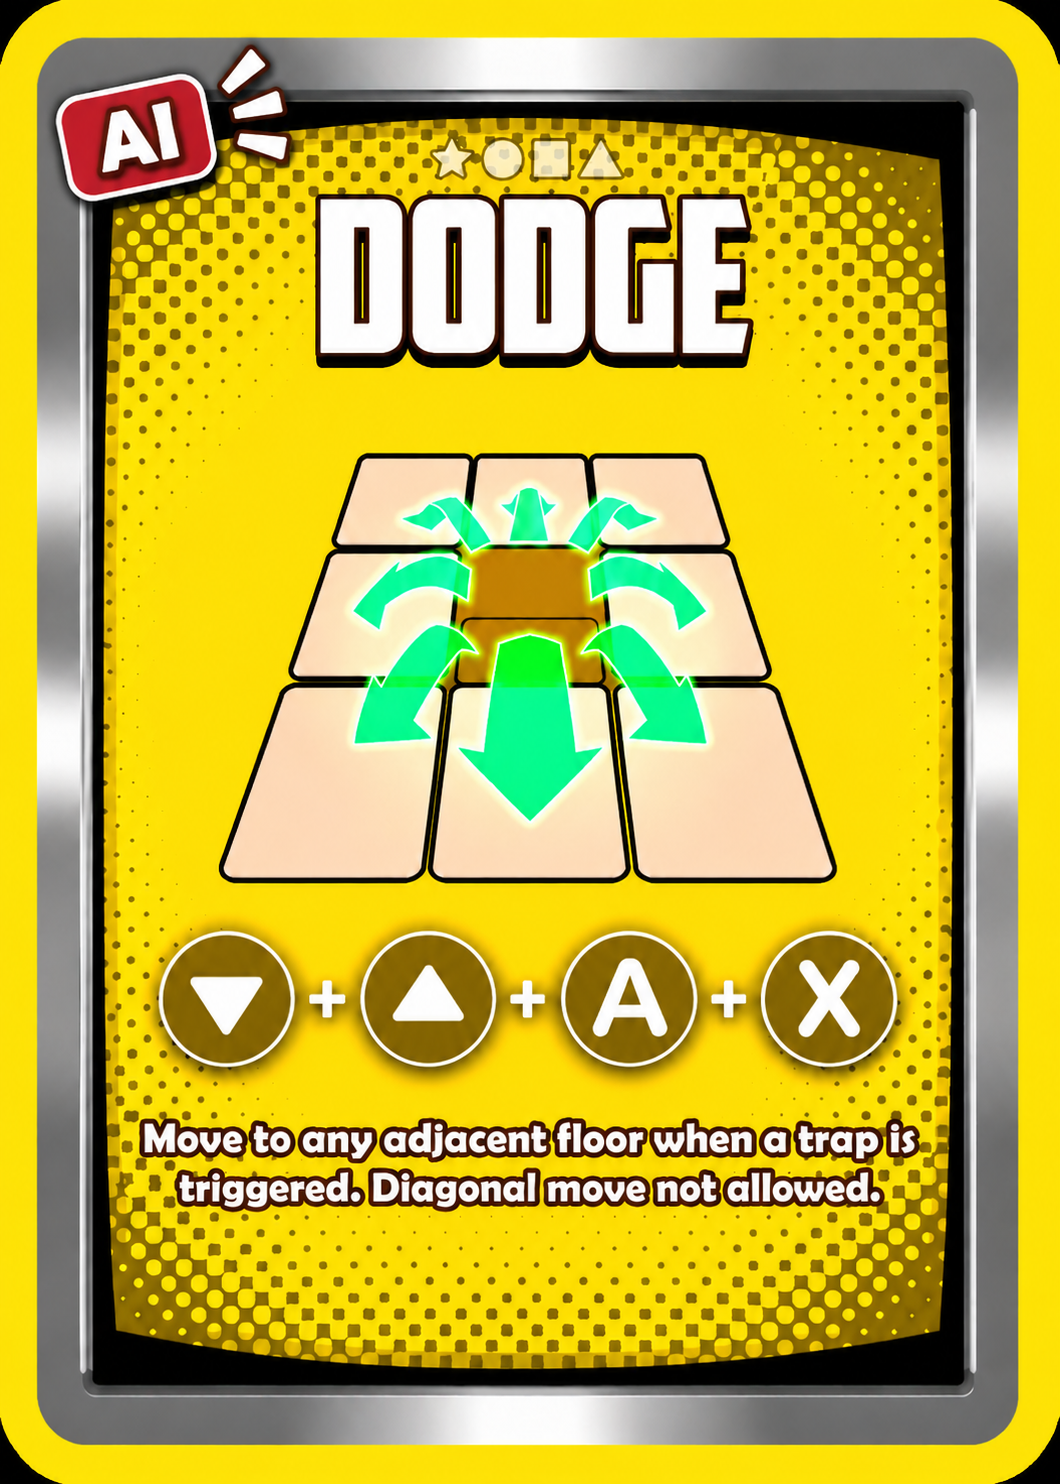 AI
DODGE
+ + A + X
Move to any adjacent floor when a trap is
triggered. Diagonal move not allowed.